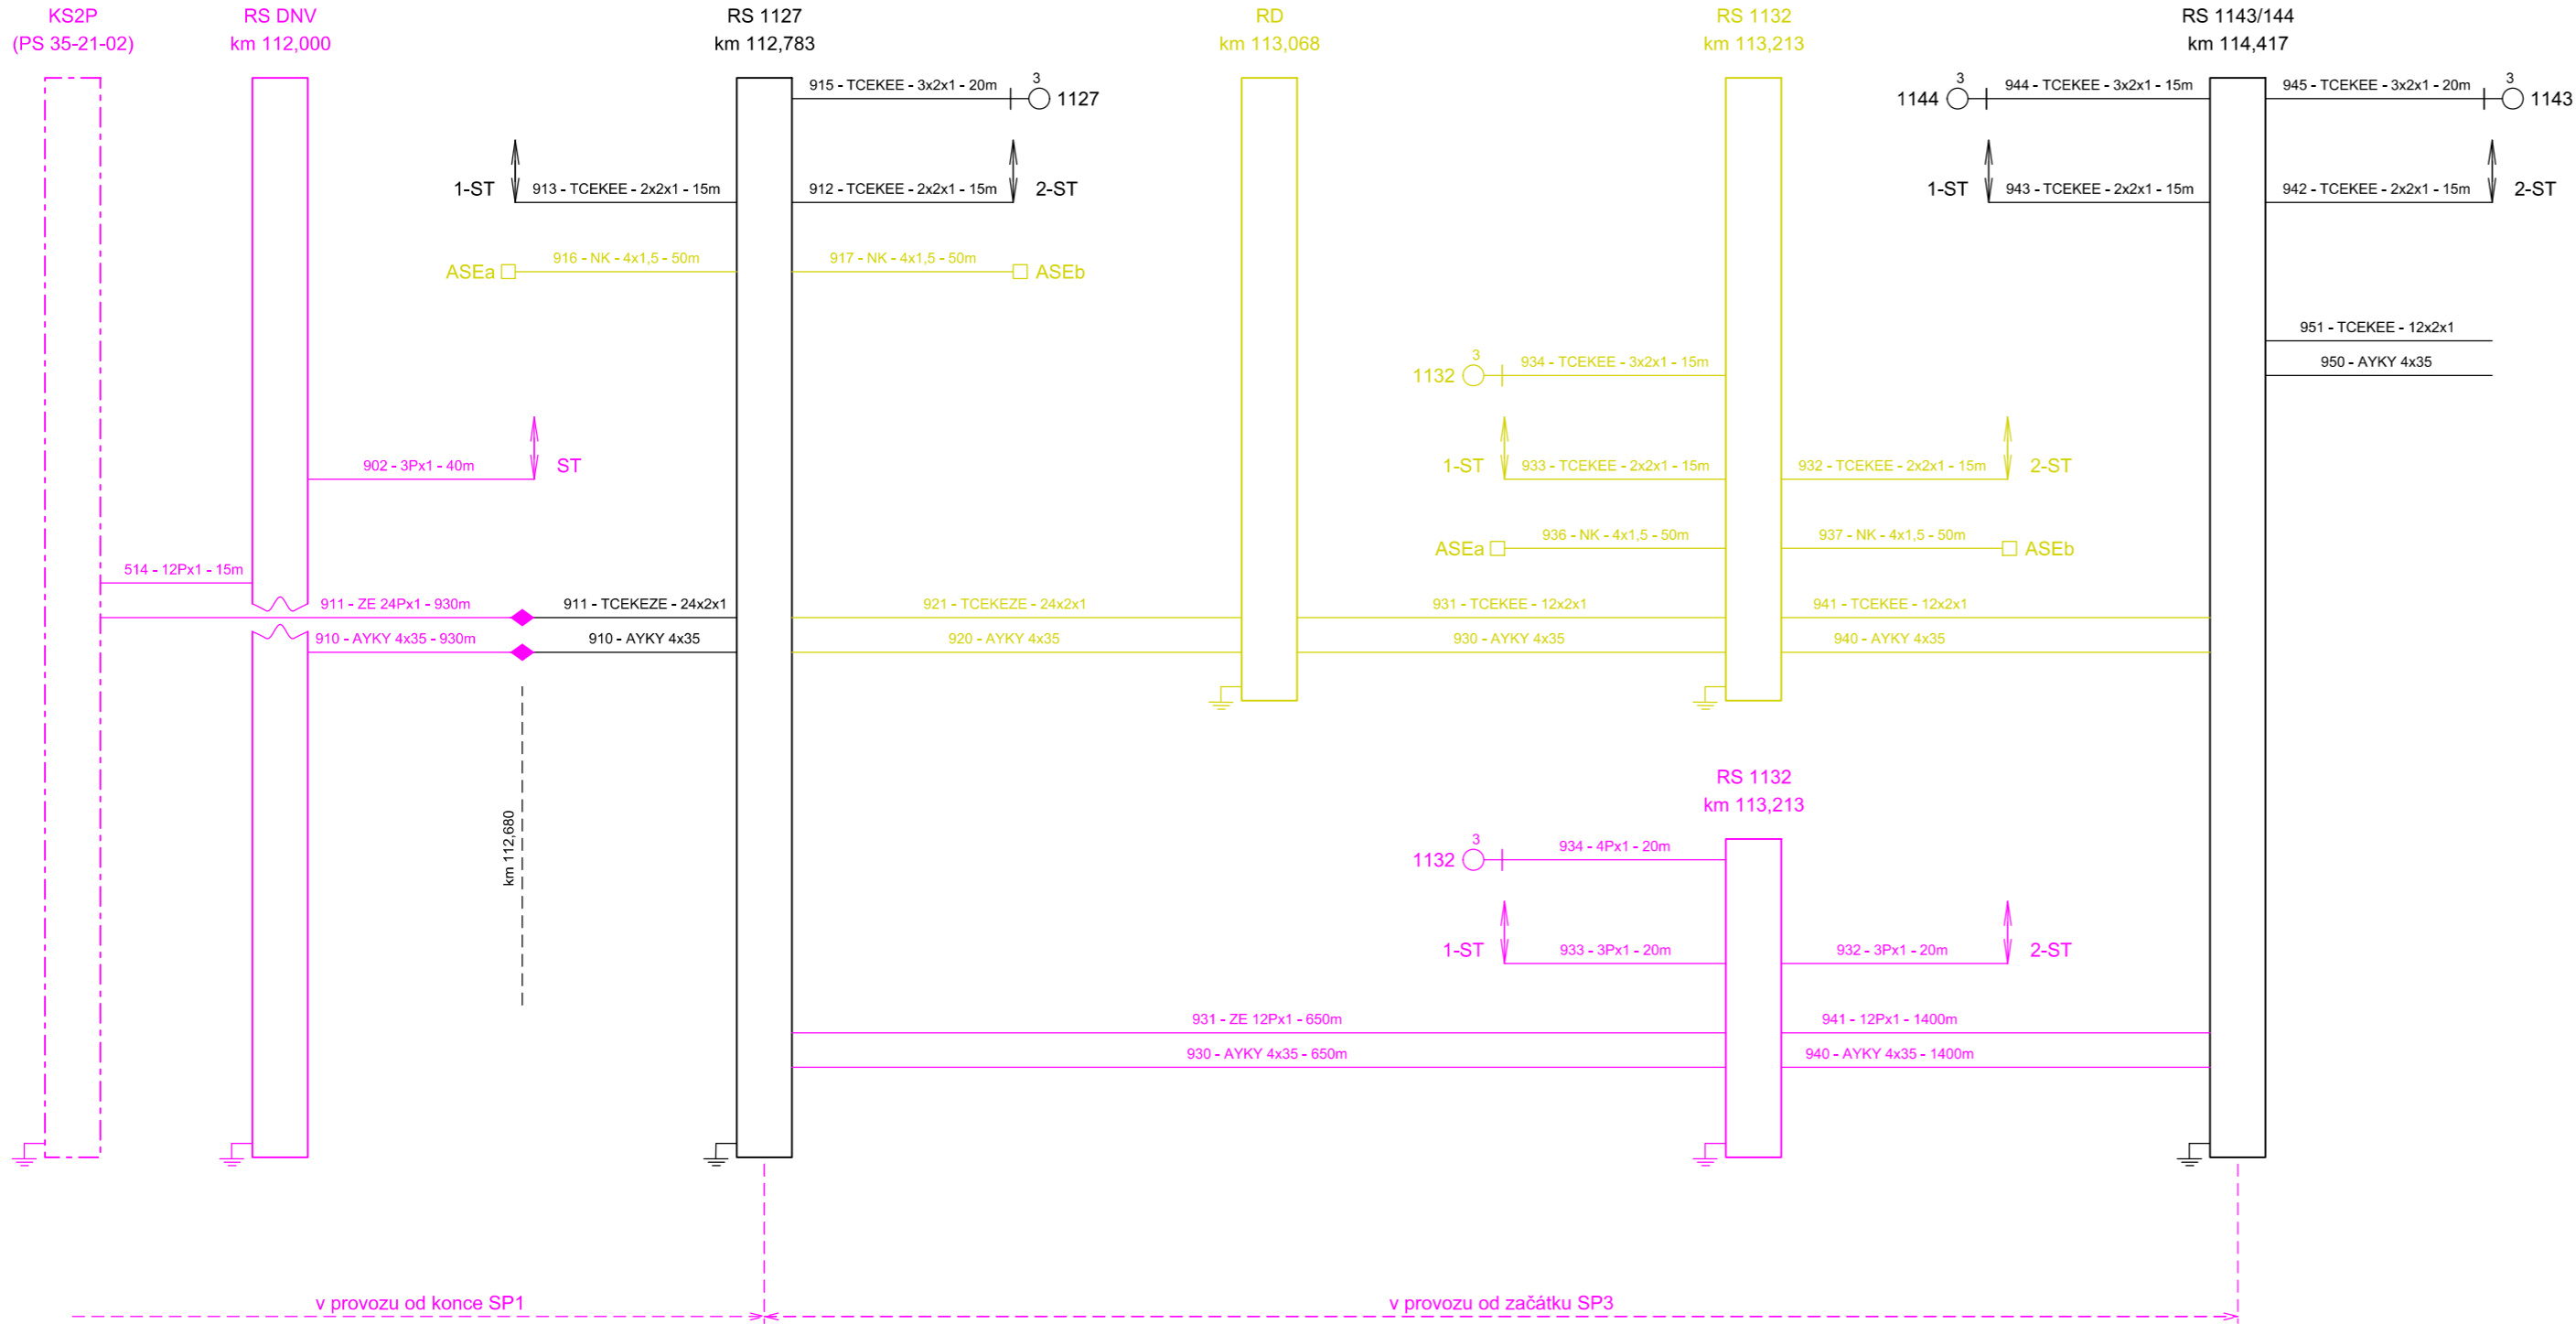 KS2P
(PS 35-21-02)
RS DNV
km 112,000
RS 1127
km 112,783
RD
km 113,068
RS 1132
km 113,213
RS 1143/144
km 114,417
915 - TCEKEE - 3x2x1 - 20m
3
1127
1144
3
944 - TCEKEE - 3x2x1 - 15m
945 - TCEKEE - 3x2x1 - 20m
3
1143
1-ST
913 - TCEKEE - 2x2x1 - 15m
912 - TCEKEE - 2x2x1 - 15m
2-ST
1-ST
943 - TCEKEE - 2x2x1 - 15m
942 - TCEKEE - 2x2x1 - 15m
2-ST
ASEa
916 - NK - 4x1,5 - 50m
917 - NK - 4x1,5 - 50m
ASEb
951 - TCEKEE - 12x2x1
950 - AYKY 4x35
1132
3
934 - TCEKEE - 3x2x1 - 15m
902 - 3Px1 - 40m
ST
1-ST
933 - TCEKEE - 2x2x1 - 15m
932 - TCEKEE - 2x2x1 - 15m
2-ST
ASEa
936 - NK - 4x1,5 - 50m
937 - NK - 4x1,5 - 50m
ASEb
514 - 12Px1 - 15m
911 - ZE 24Px1 - 930m
911 - TCEKEZE - 24x2x1
921 - TCEKEZE - 24x2x1
931 - TCEKEE - 12x2x1
941 - TCEKEE - 12x2x1
910 - AYKY 4x35 - 930m
910 - AYKY 4x35
920 - AYKY 4x35
930 - AYKY 4x35
940 - AYKY 4x35
km 112,680
RS 1132
km 113,213
1132
3
934 - 4Px1 - 20m
1-ST
933 - 3Px1 - 20m
932 - 3Px1 - 20m
2-ST
931 - ZE 12Px1 - 650m
941 - 12Px1 - 1400m
930 - AYKY 4x35 - 650m
940 - AYKY 4x35 - 1400m
v provozu od konce SP1
v provozu od začátku SP3